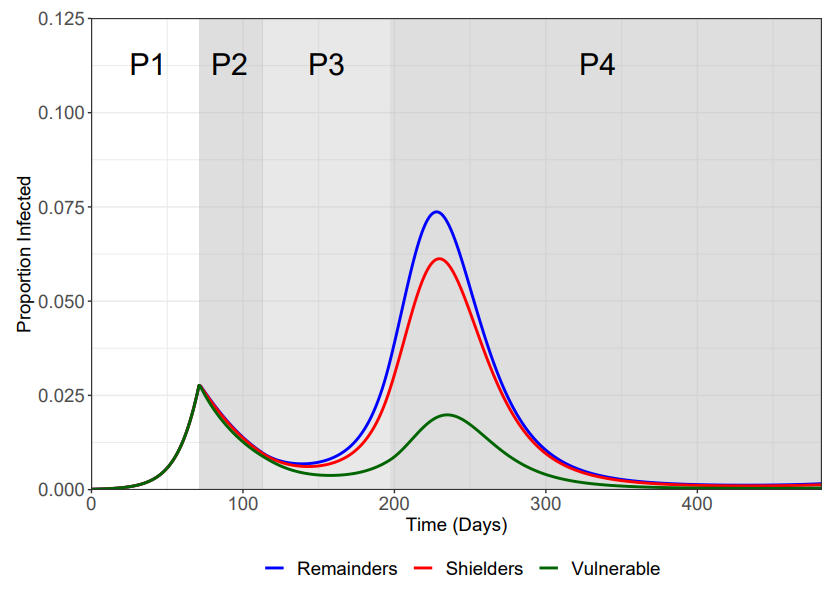 0.125
0.100
0.075
0.050
0.025
0.000
Proportion Infected
P1 P2 P3 P4
0 100 200 300 400
Time (Days)
Remainders Shielders Vulnerable